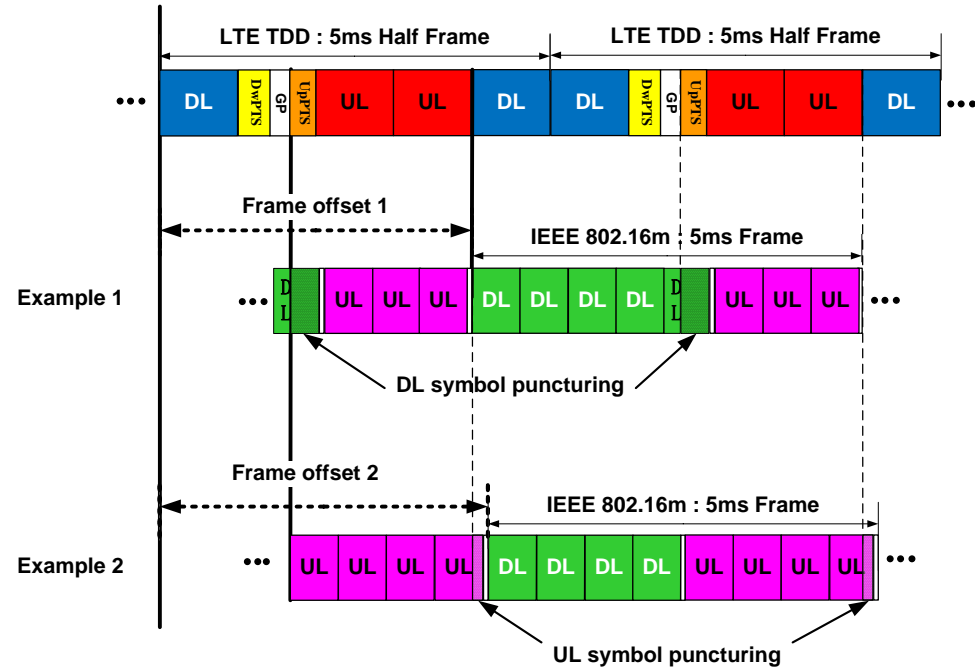 LTE TDD : 5ms Half Frame LTE TDD : 5ms Half Frame
••• DL DwPTS GP UpPTS UL UL DL DL DwPTS GP UpPTS UL UL DL •••
Frame offset 1
IEEE 802.16m : 5ms Frame
Example 1 ••• DL UL UL UL DL DL DL DL DL UL UL UL •••
DL symbol puncturing
Frame offset 2
IEEE 802.16m : 5ms Frame
Example 2 ••• UL UL UL UL DL DL DL DL UL UL UL UL •••
UL symbol puncturing